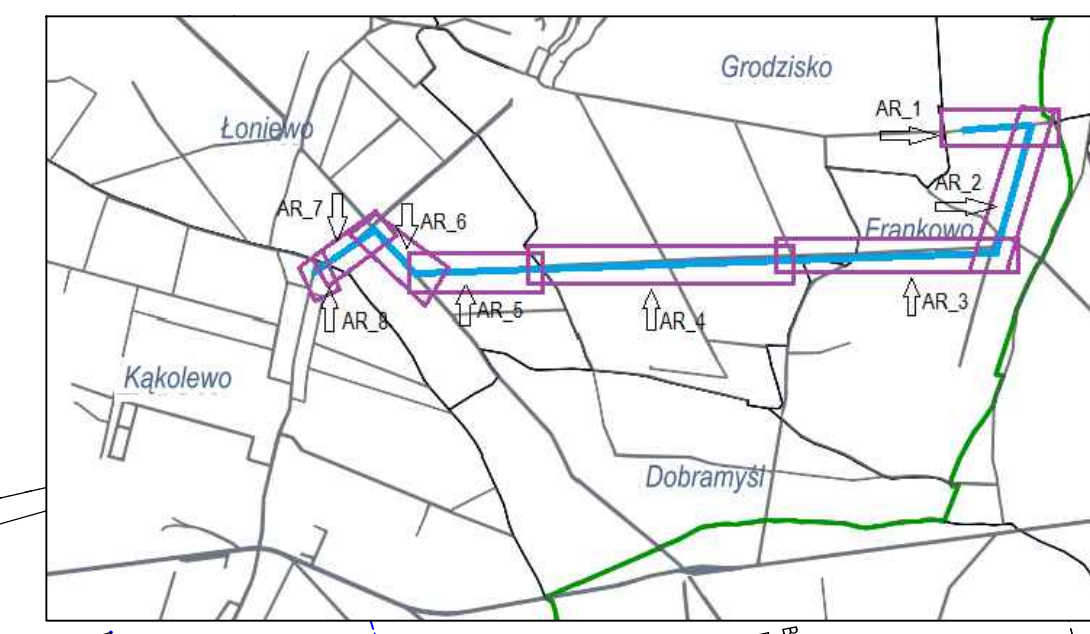 Grodzisko
AR_1
Łoniewo
AR_2
AR_7
AR_6
Frankowo
AR_8
AR_5
AR_4
AR_3
Kąkolewo
Dobramyśl